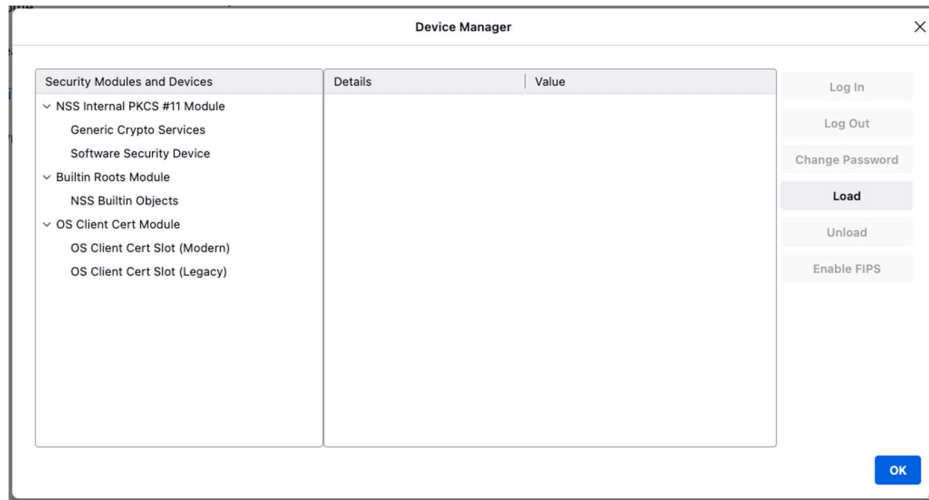 Device Manager
Security Modules and Devices
NSS Internal PKCS #11 Module
Generic Crypto Services
Software Security Device
Builtin Roots Module
NSS Builtin Objects
OS Client Cert Module
OS Client Cert Slot (Modern)
OS Client Cert Slot (Legacy)
Details
Value
Log In
Log Out
Change Password
Load
Unload
Enable FIPS
OK